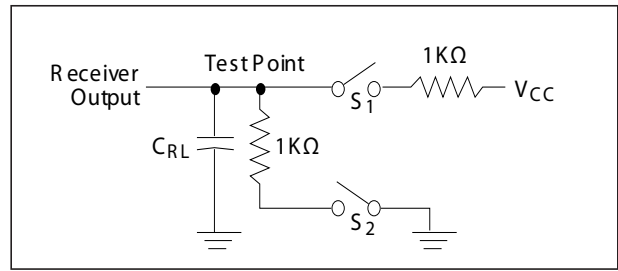 1KΩ
Receiver
Output
Test Point
S1
VCC
CRL
1KΩ
S2